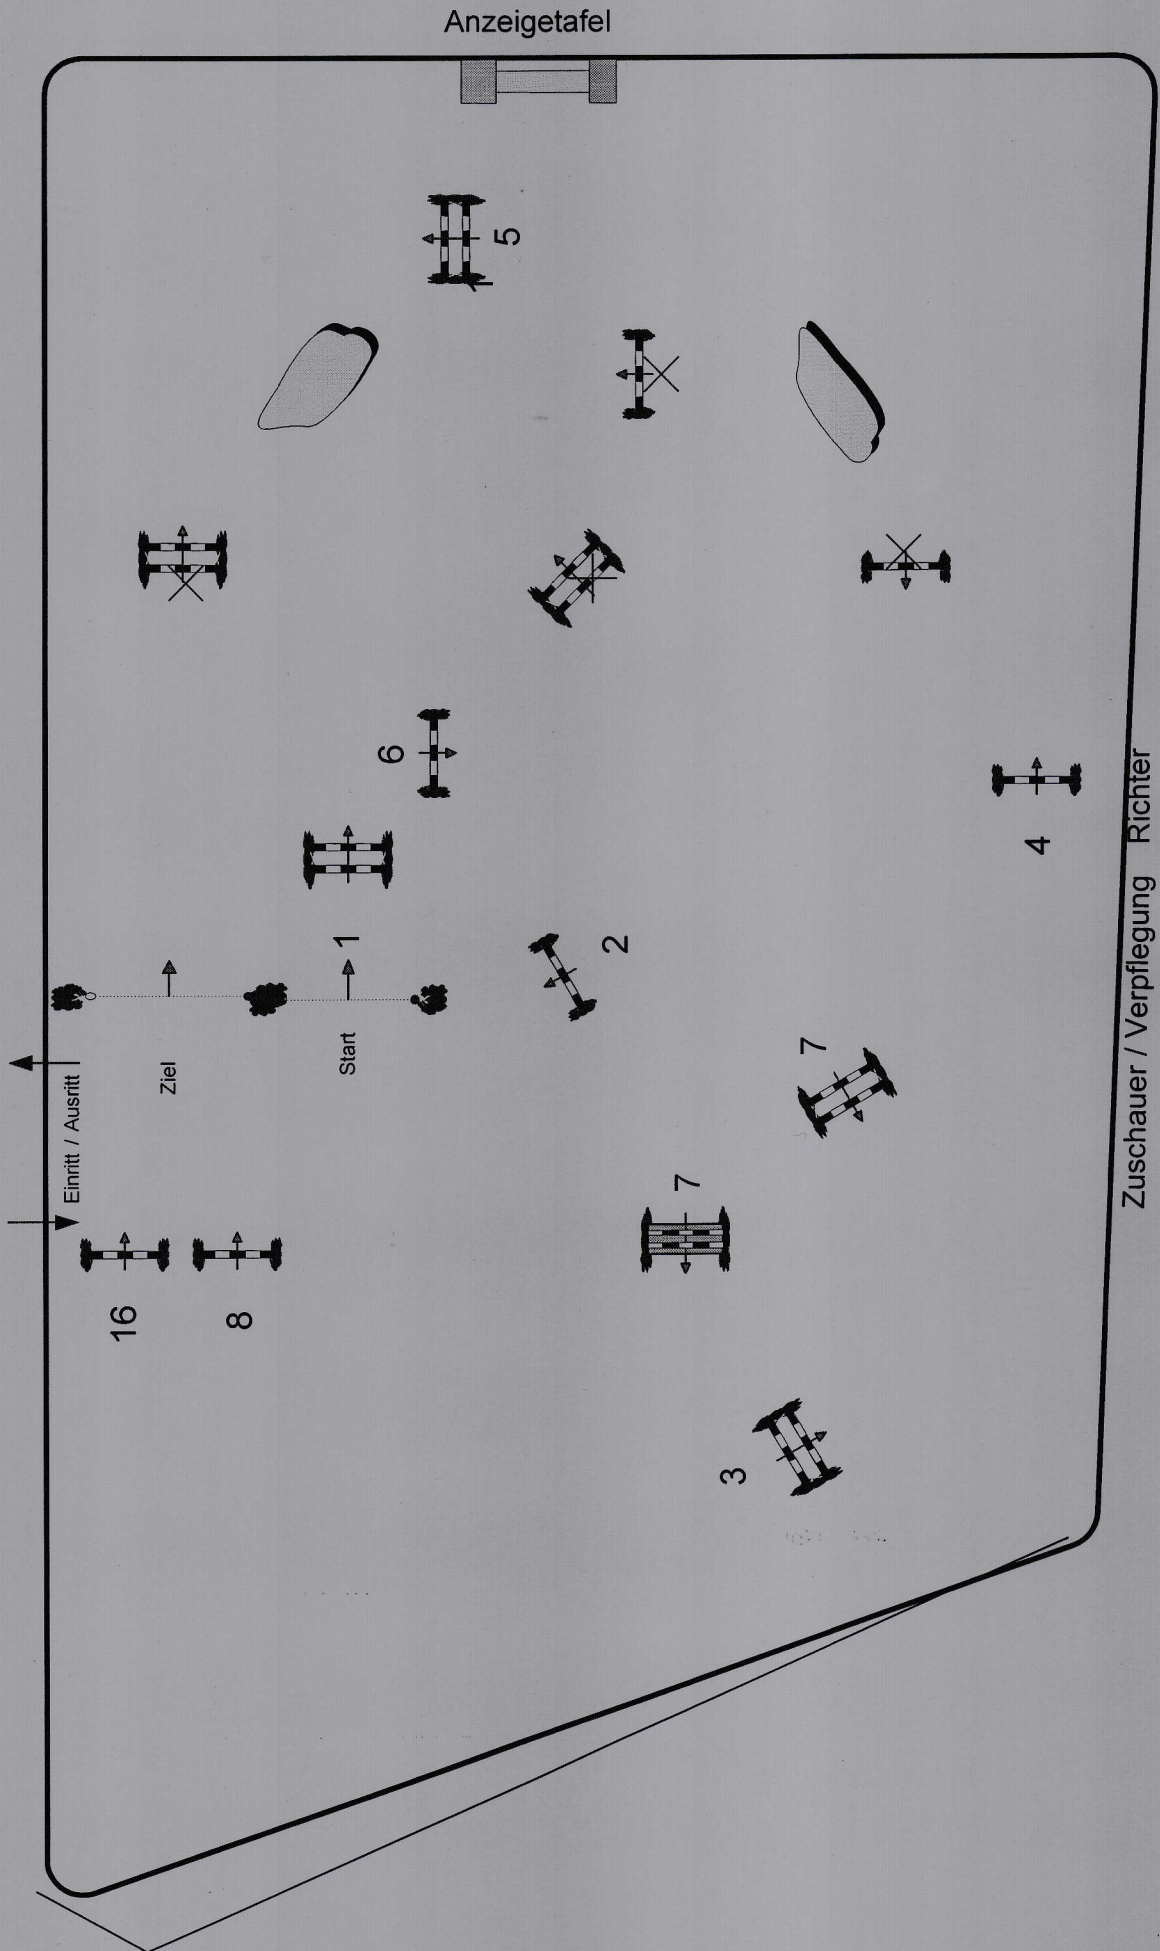 Anzeigetafel
5
6
4
1
2
Ziel
Start
7
Einritt / Ausritt
7
16
8
3
Zuschauer / Verpflegung Richter